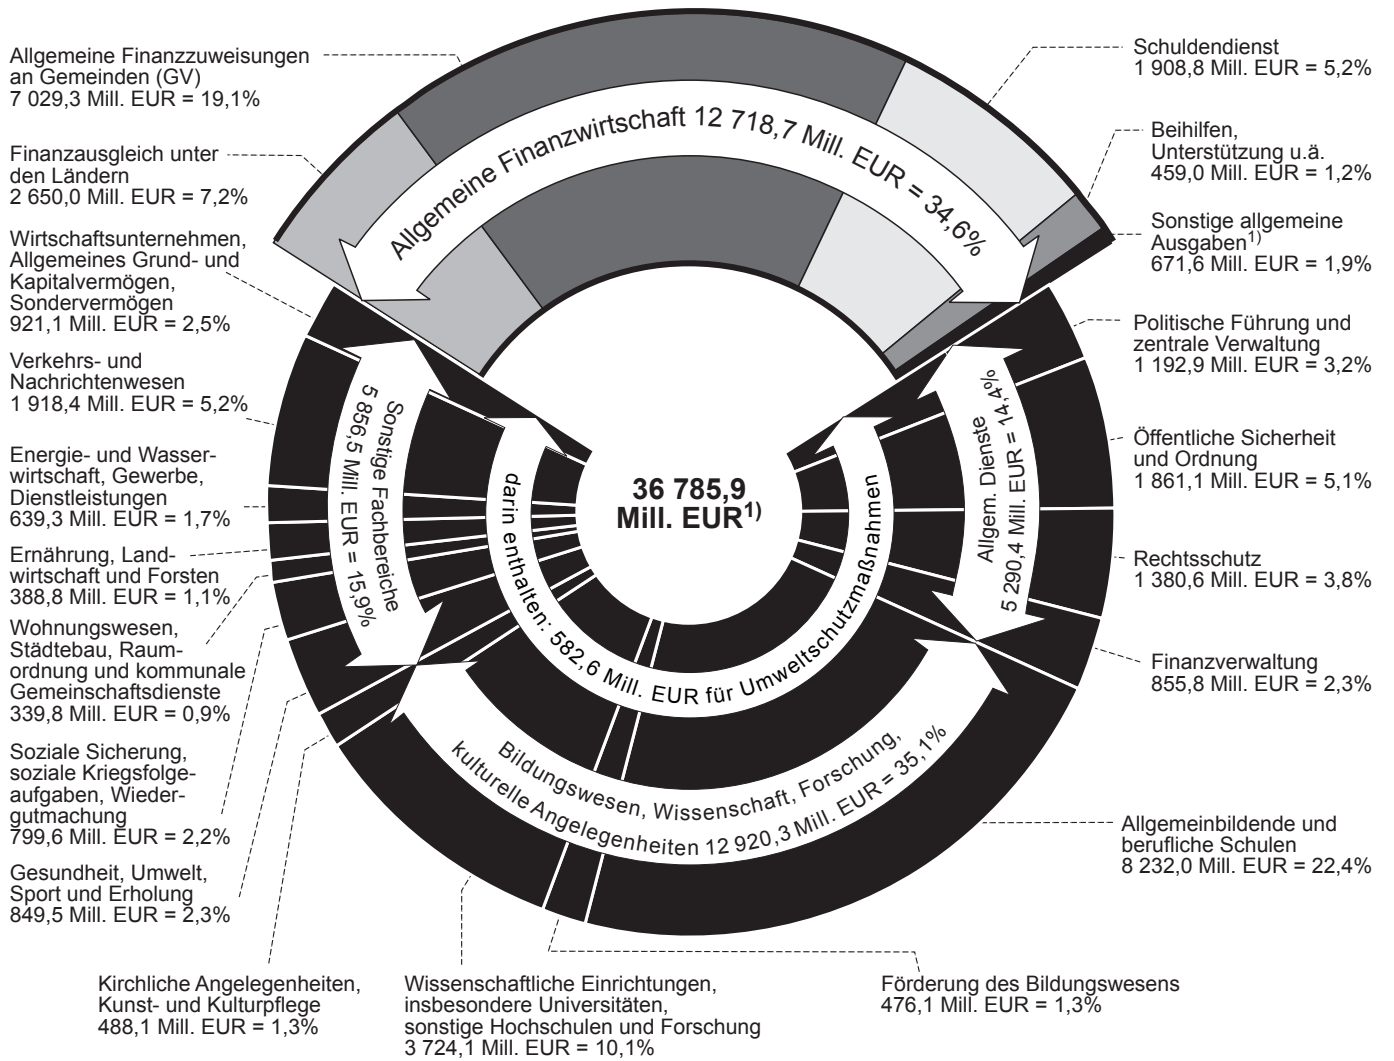 Allgemeine Finanzzuweisungen
an Gemeinden (GV)
7 029,3 Mill. EUR = 19,1%
Finanzausgleich unter
den Ländern
2 650,0 Mill. EUR = 7,2%
Wirtschaftsunternehmen,
Allgemeines Grund- und
Kapitalvermögen,
Sondervermögen
921,1 Mill. EUR = 2,5%
Verkehrs- und
Nachrichtenwesen
1 918,4 Mill. EUR = 5,2%
Energie- und Wasser-
wirtschaft, Gewerbe,
Dienstleistungen
639,3 Mill. EUR = 1,7%
Ernährung, Land-
wirtschaft und Forsten
388,8 Mill. EUR = 1,1%
Wohnungswesen,
Städtebau, Raum-
ordnung und kommunale
Gemeinschaftsdienste
339,8 Mill. EUR = 0,9%
Soziale Sicherung,
soziale Kriegsfolge-
aufgaben, Wieder-
gutmachung
799,6 Mill. EUR = 2,2%
Gesundheit, Umwelt,
Sport und Erholung
849,5 Mill. EUR = 2,3%
Kirchliche Angelegenheiten,
Kunst- und Kulturpflege
488,1 Mill. EUR = 1,3%
Wissenschaftliche Einrichtungen,
insbesondere Universitäten,
sonstige Hochschulen und Forschung
3 724,1 Mill. EUR = 10,1%
Förderung des Bildungswesens
476,1 Mill. EUR = 1,3%
Allgemeinbildende und
berufliche Schulen
8 232,0 Mill. EUR = 22,4%
Finanzverwaltung
855,8 Mill. EUR = 2,3%
Rechtsschutz
1 380,6 Mill. EUR = 3,8%
Öffentliche Sicherheit
und Ordnung
1 861,1 Mill. EUR = 5,1%
Politische Führung und
zentrale Verwaltung
1 192,9 Mill. EUR = 3,2%
Sonstige allgemeine
Ausgaben1)
671,6 Mill. EUR = 1,9%
Beihilfen,
Unterstützung u.ä.
459,0 Mill. EUR = 1,2%
Schuldendienst
1 908,8 Mill. EUR = 5,2%
Allgemeine Finanzwirtschaft 12 718,7 Mill. EUR = 34,6%
Sonstige Fachbereiche
5 856,5 Mill. EUR = 15,9%
darin enthalten: 582,6 Mill. EUR für Umweltschutzmaßnahmen
36 785,9
Mill. EUR1)
Allgem. Dienste
5 290,4 Mill. EUR = 14,4%
Bildungswesen, Wissenschaft, Forschung,
kulturelle Angelegenheiten 12 920,3 Mill. EUR = 35,1%